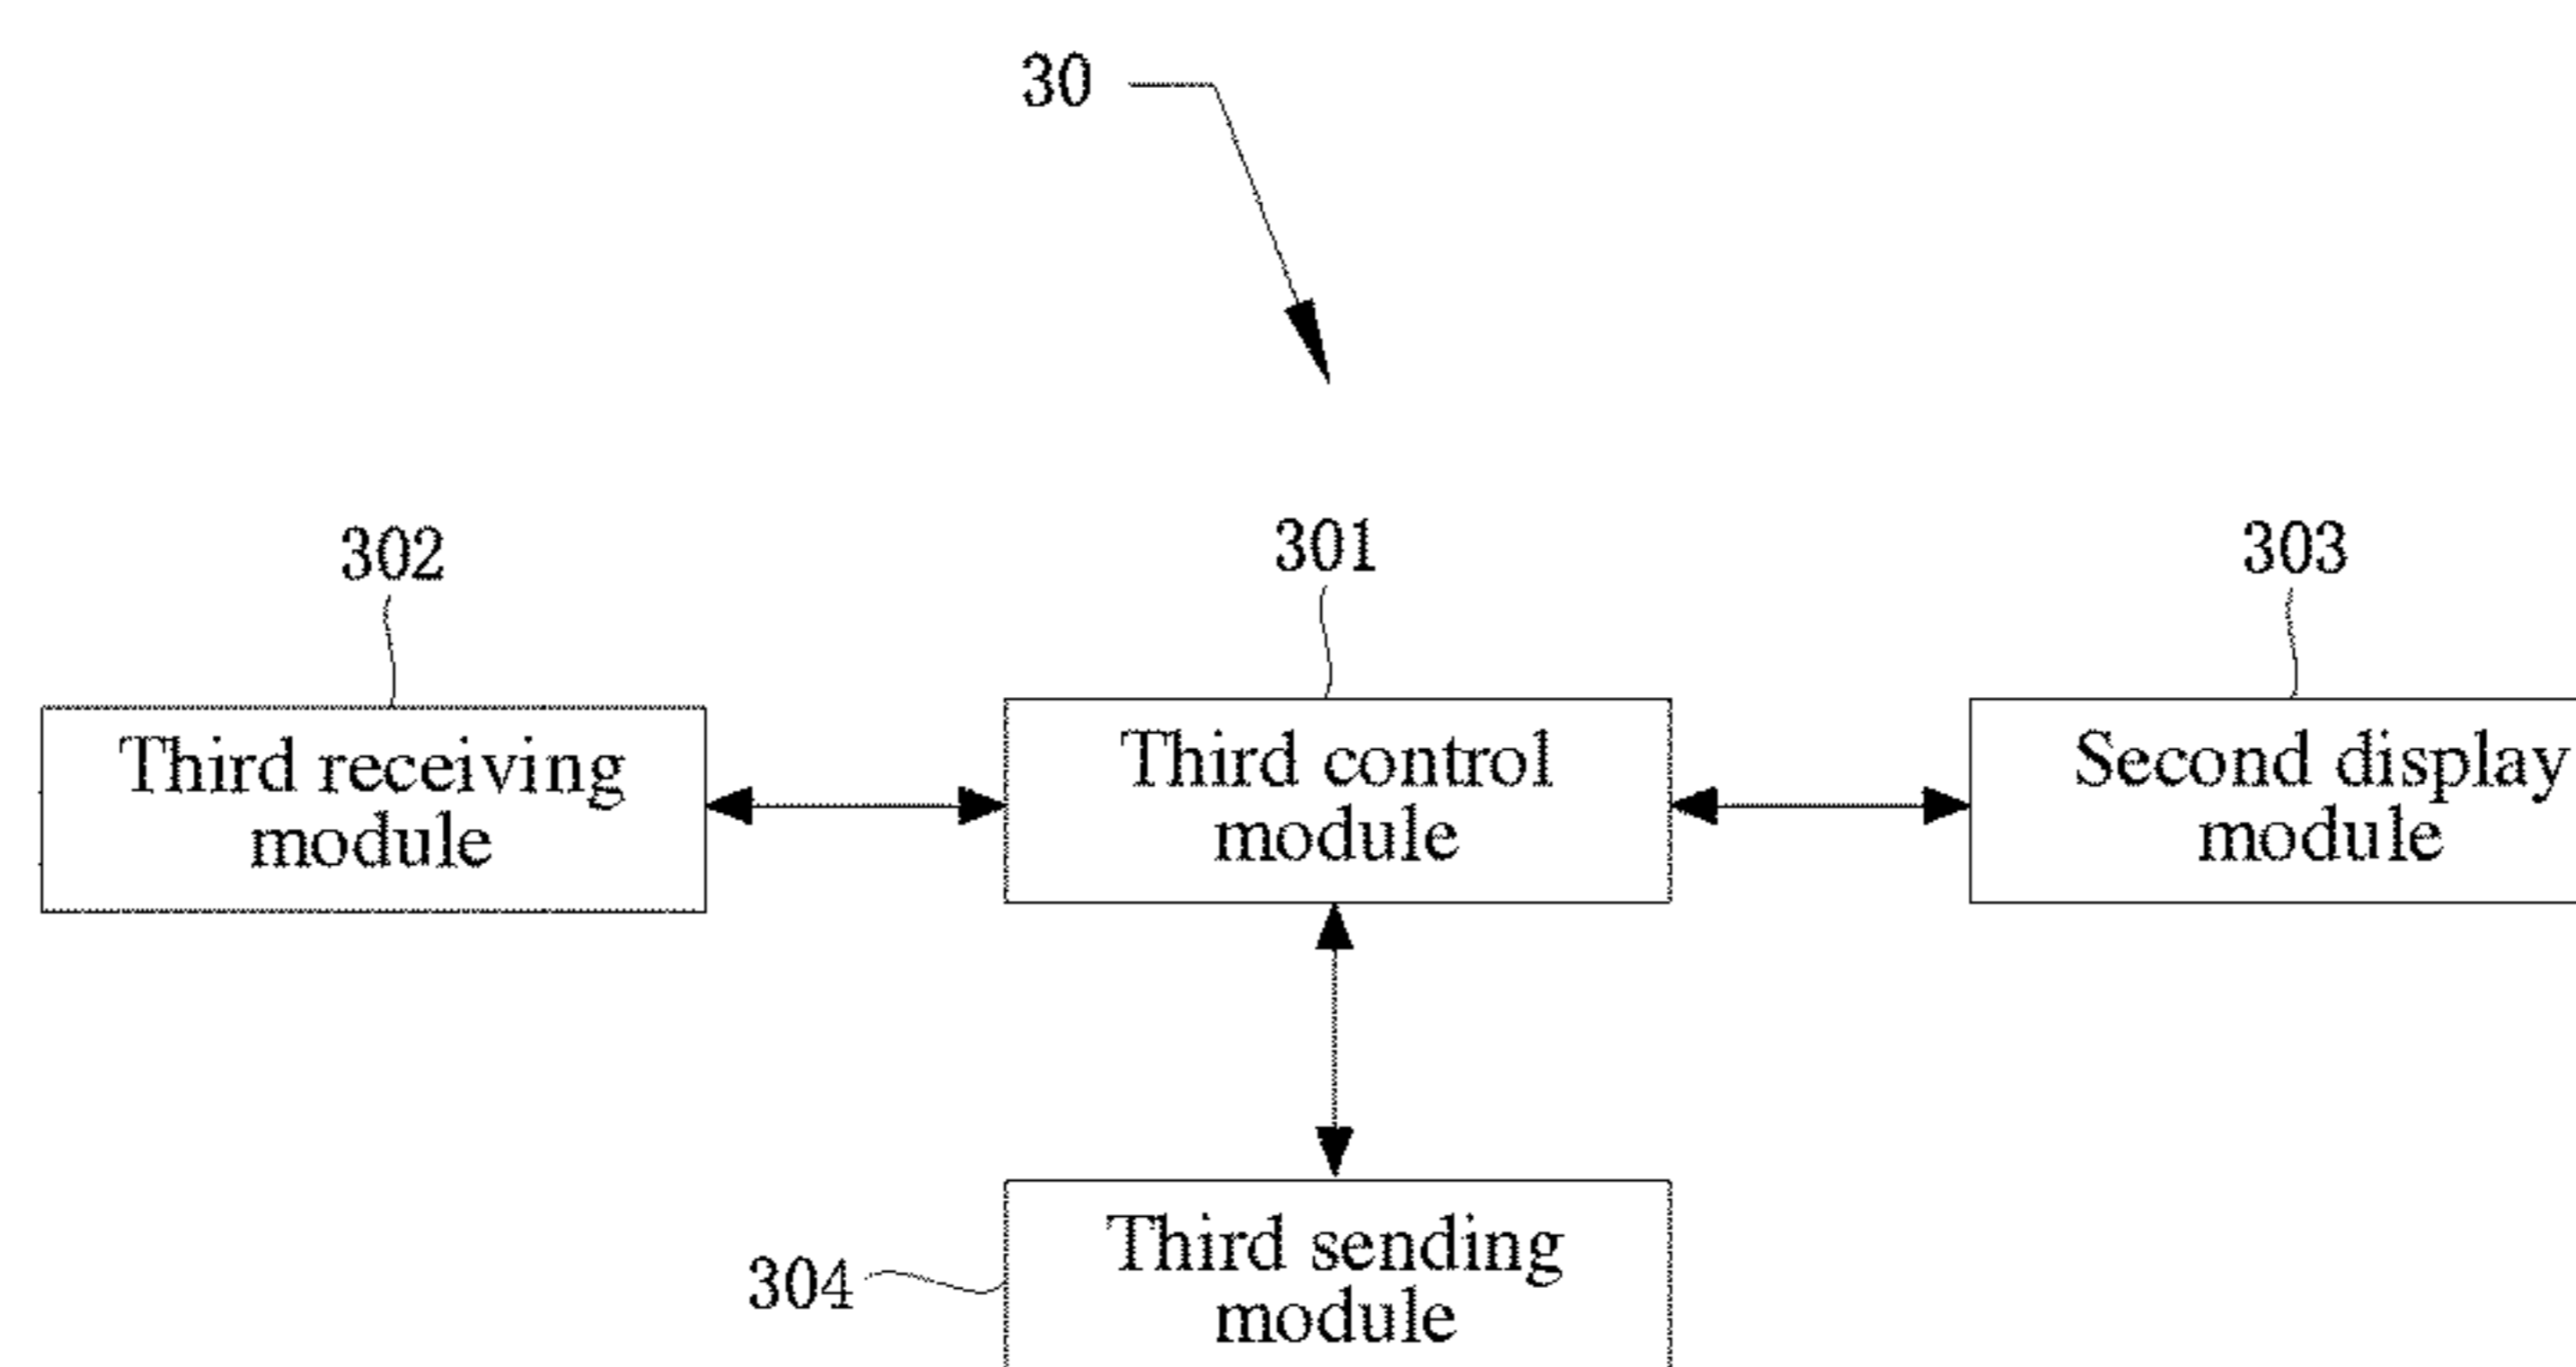 30
302
301
303
Third receiving
module
Third control
module
Second display
module
304
Third sending
module